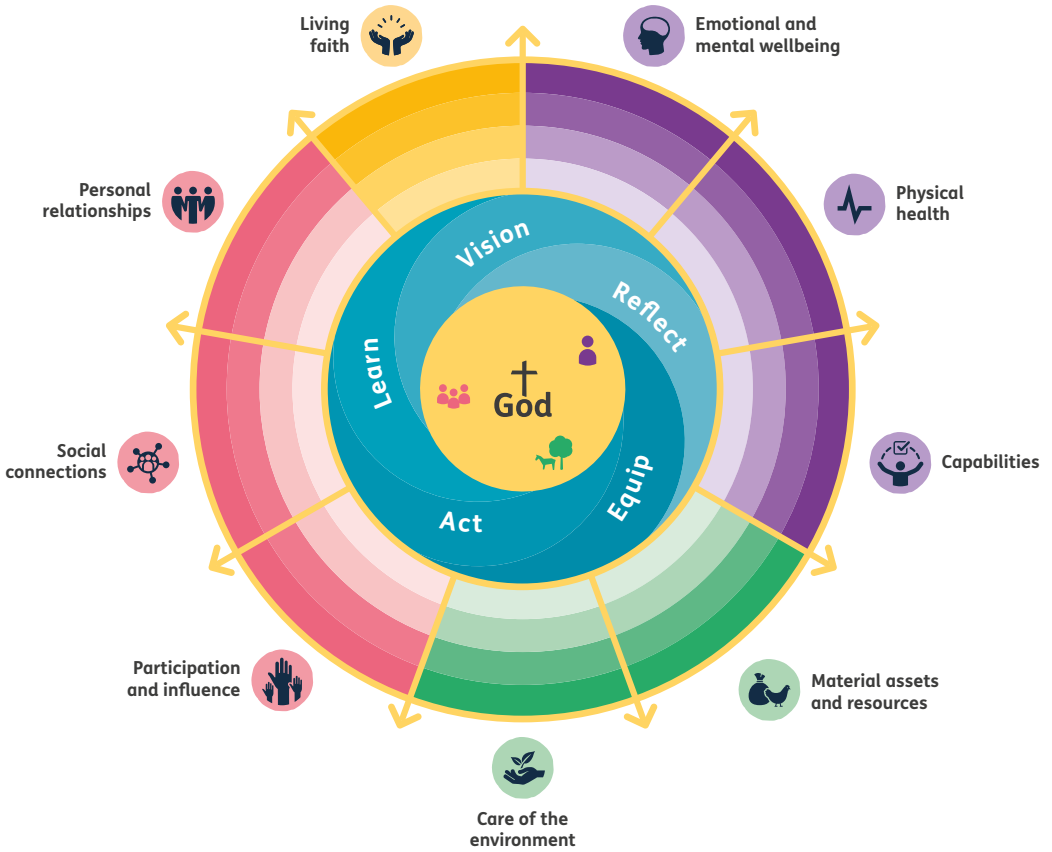 Living
faith
Emotional and
mental wellbeing
Personal
relationships
Physical
health
Vision
Reflect
Learn
God
Social
connections
Capabilities
Equip
Act
Participation
and influence
Material assets
and resources
Care of the
environment